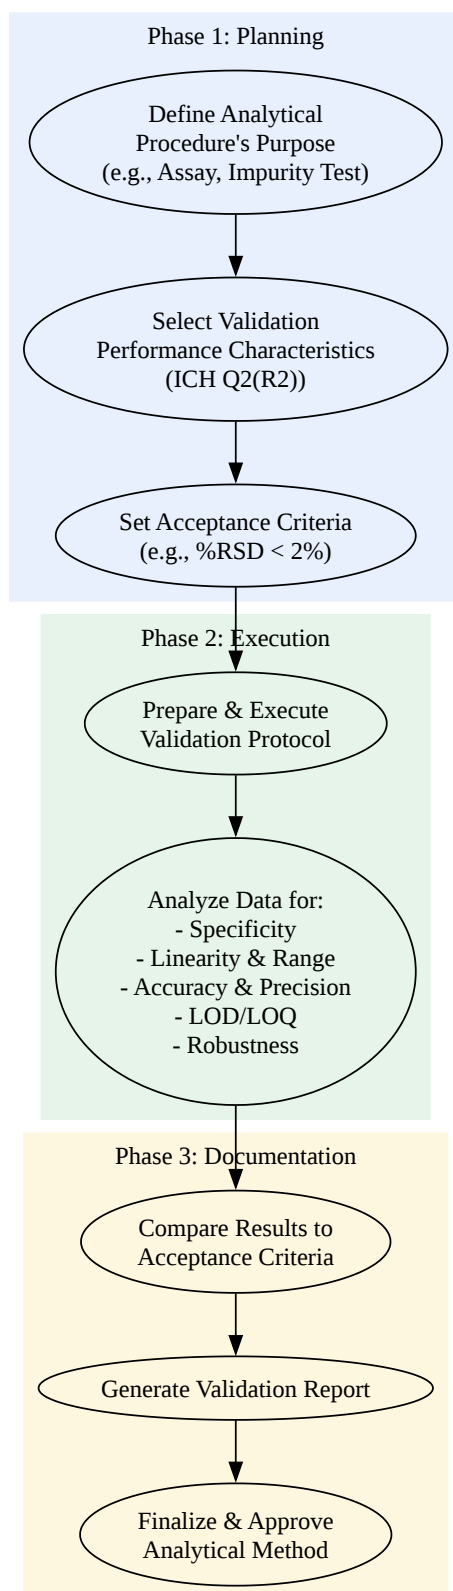 Phase 1: Planning
Define Analytical
Procedure's Purpose
(e.g., Assay, Impurity Test)
Select Validation
Performance Characteristics
(ICH Q2(R2))
Set Acceptance Criteria
(e.g., %RSD < 2%)
Phase 2: Execution
Prepare & Execute
Validation Protocol
Analyze Data for:
- Specificity
- Linearity & Range
- Accuracy & Precision
- LOD/LOQ
- Robustness
Phase 3: Documentation
Compare Results to
Acceptance Criteria
Generate Validation Report
Finalize & Approve
Analytical Method